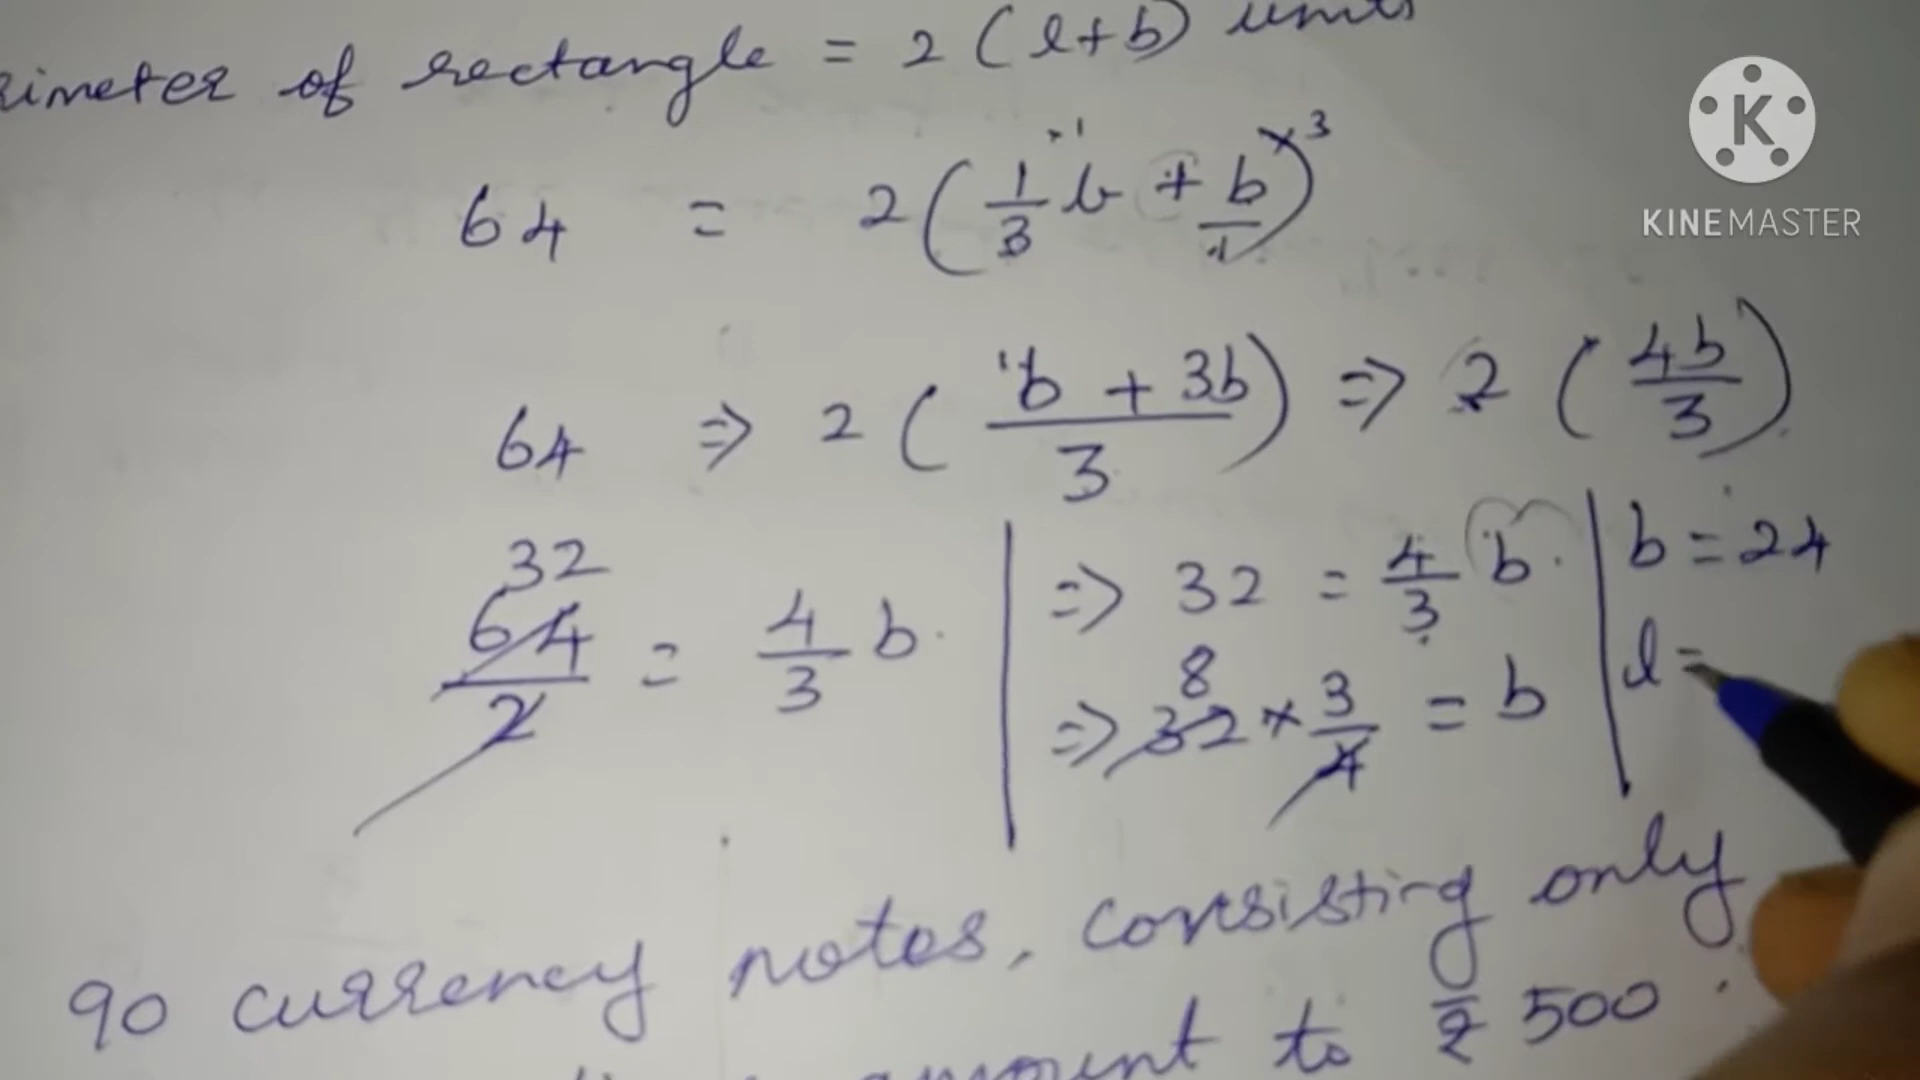 rimeter of rectangle = 2 (l+b) units
64 = 2 (1/3 b + b/1) ×3
64 => 2 ( b + 3b / 3 ) => 2 ( 4b / 3 )
32
64/2 = 4/3 b
=> 32 = 4/3 b
8
=> 32 × 3/4 = b
b = 24
l =
90 currency notes, consisting only
amount to ₹ 500
KINEMASTER